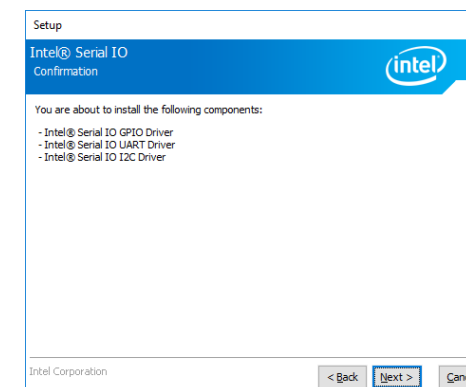 Setup
Intel® Serial IO
Confirmation
intel
You are about to install the following components:
- Intel® Serial IO GPIO Driver
- Intel® Serial IO UART Driver
- Intel® Serial IO I2C Driver
Intel Corporation
< Back Next >